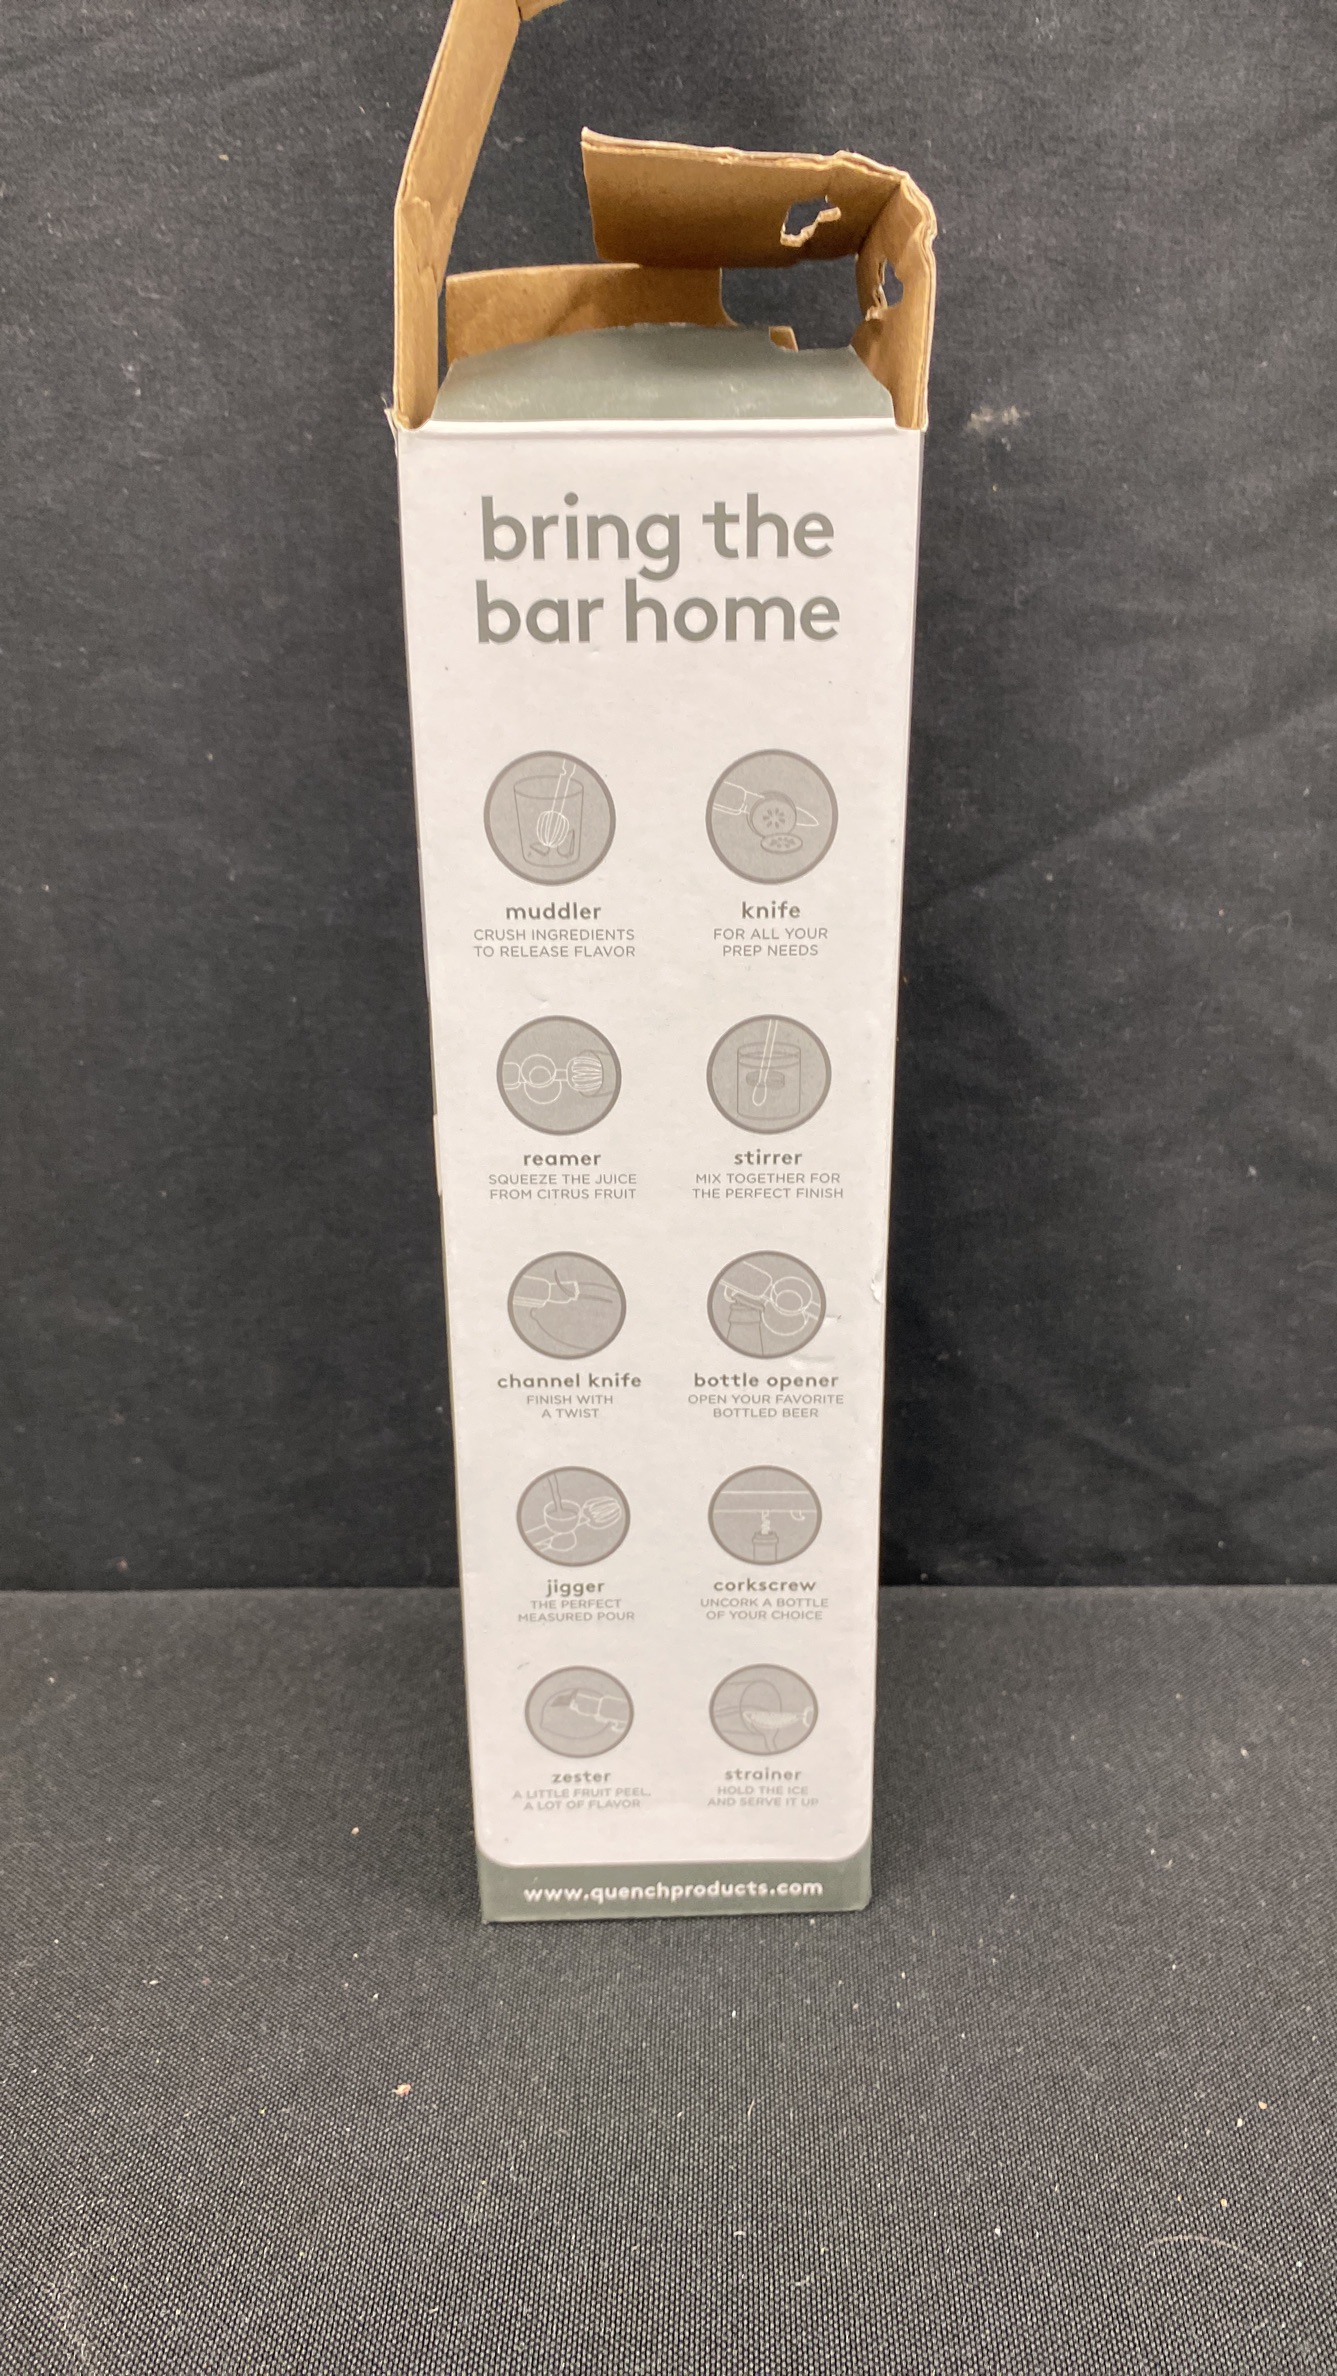 bring the
bar home
muddler
CRUSH INGREDIENTS
TO RELEASE FLAVOR
knife
FOR ALL YOUR
PREP NEEDS
reamer
SQUEEZE THE JUICE
FROM CITRUS FRUIT
stirrer
MIX TOGETHER FOR
THE PERFECT FINISH
channel knife
FINISH WITH
A TWIST
bottle opener
OPEN YOUR FAVORITE
BOTTLED BEER
jigger
THE PERFECT
MEASURED POUR
corkscrew
UNCORK A BOTTLE
OF YOUR CHOICE
zester
A LITTLE FRUIT PEEL,
A LOT OF FLAVOR
strainer
HOLD THE ICE
AND SERVE IT UP
www.quenchproducts.com